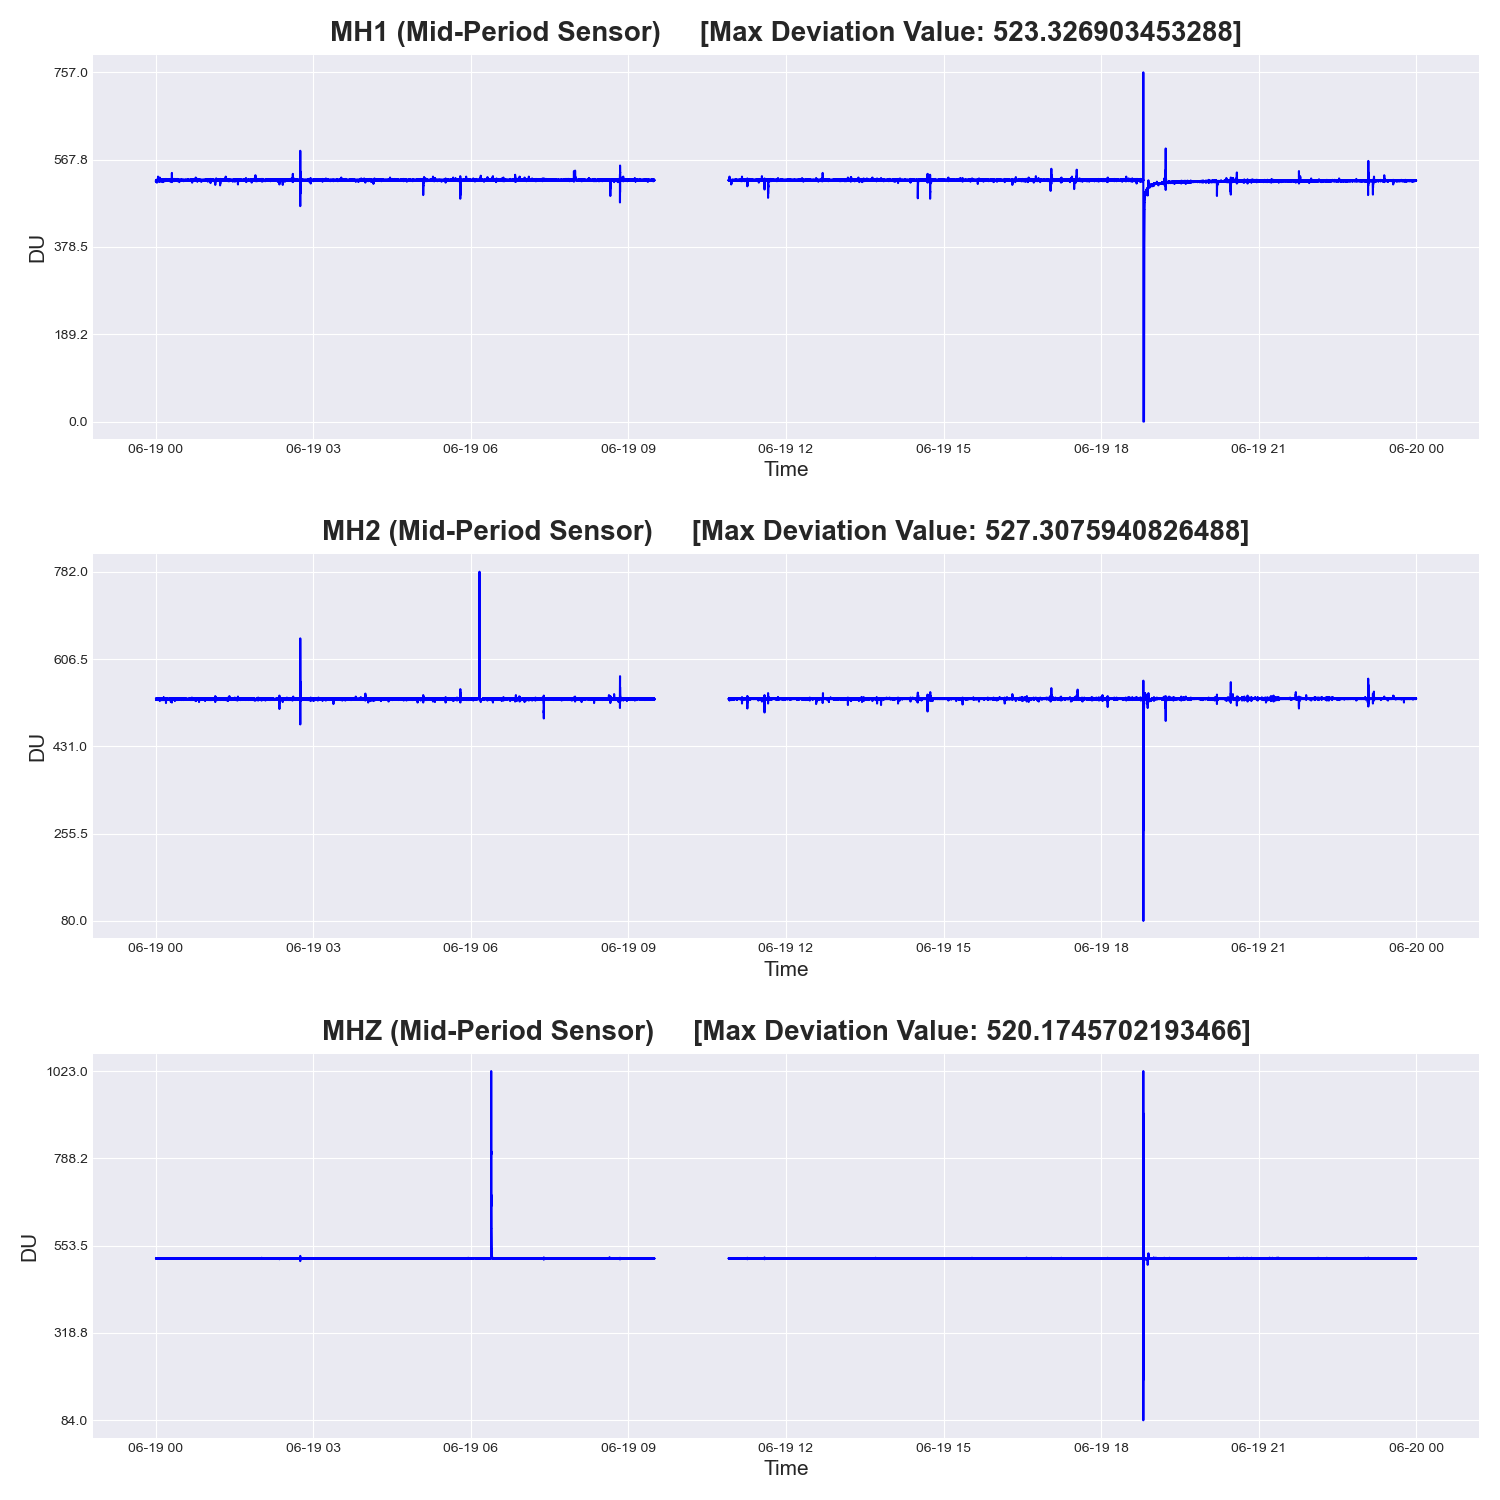 MH1 (Mid-Period Sensor) [Max Deviation Value: 523.326903453288]
757.0
567.8
378.5
189.2
0.0
DU
06-19 00 06-19 03 06-19 06 06-19 09 06-19 12 06-19 15 06-19 18 06-19 21 06-20 00
Time
MH2 (Mid-Period Sensor) [Max Deviation Value: 527.3075940826488]
782.0
606.5
431.0
255.5
80.0
DU
06-19 00 06-19 03 06-19 06 06-19 09 06-19 12 06-19 15 06-19 18 06-19 21 06-20 00
Time
MHZ (Mid-Period Sensor) [Max Deviation Value: 520.1745702193466]
1023.0
788.2
553.5
318.8
84.0
DU
06-19 00 06-19 03 06-19 06 06-19 09 06-19 12 06-19 15 06-19 18 06-19 21 06-20 00
Time